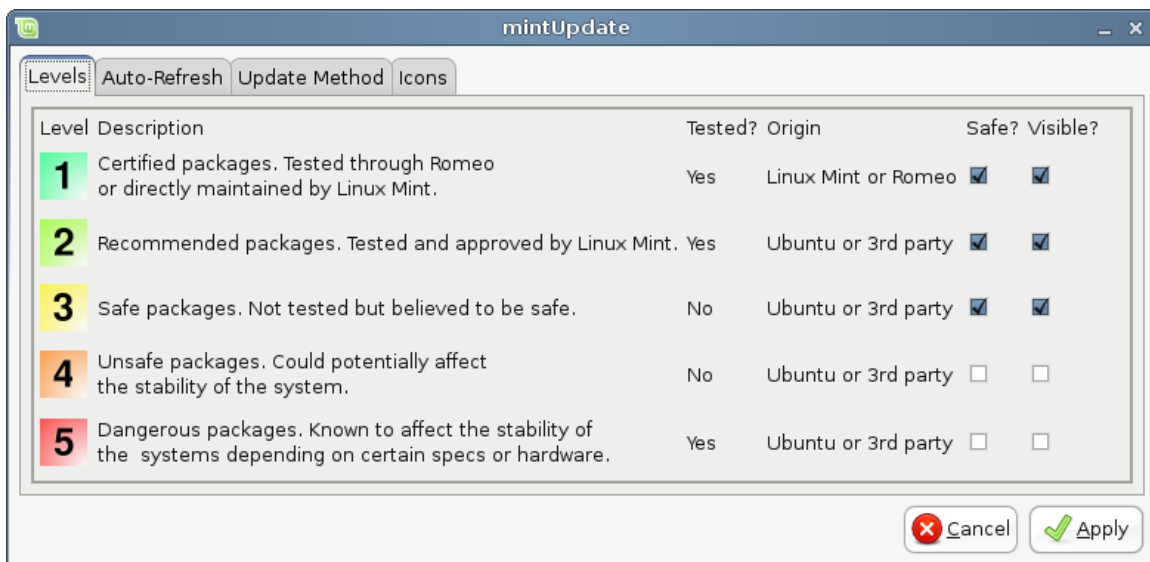 mintUpdate
Levels Auto-Refresh Update Method Icons
Level Description Tested? Origin Safe? Visible?
1 Certified packages. Tested through Romeo
or directly maintained by Linux Mint. Yes Linux Mint or Romeo
2 Recommended packages. Tested and approved by Linux Mint. Yes Ubuntu or 3rd party
3 Safe packages. Not tested but believed to be safe. No Ubuntu or 3rd party
4 Unsafe packages. Could potentially affect
the stability of the system. No Ubuntu or 3rd party
5 Dangerous packages. Known to affect the stability of
the systems depending on certain specs or hardware. Yes Ubuntu or 3rd party
Cancel Apply